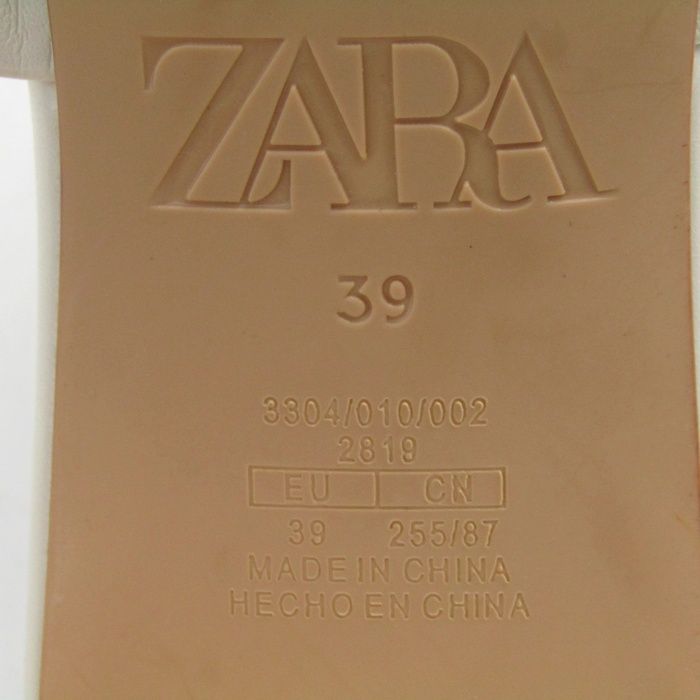 ZARA
39
3304/010/002
2819
EU CN
39 255/87
MADE IN CHINA
HECHO EN CHINA